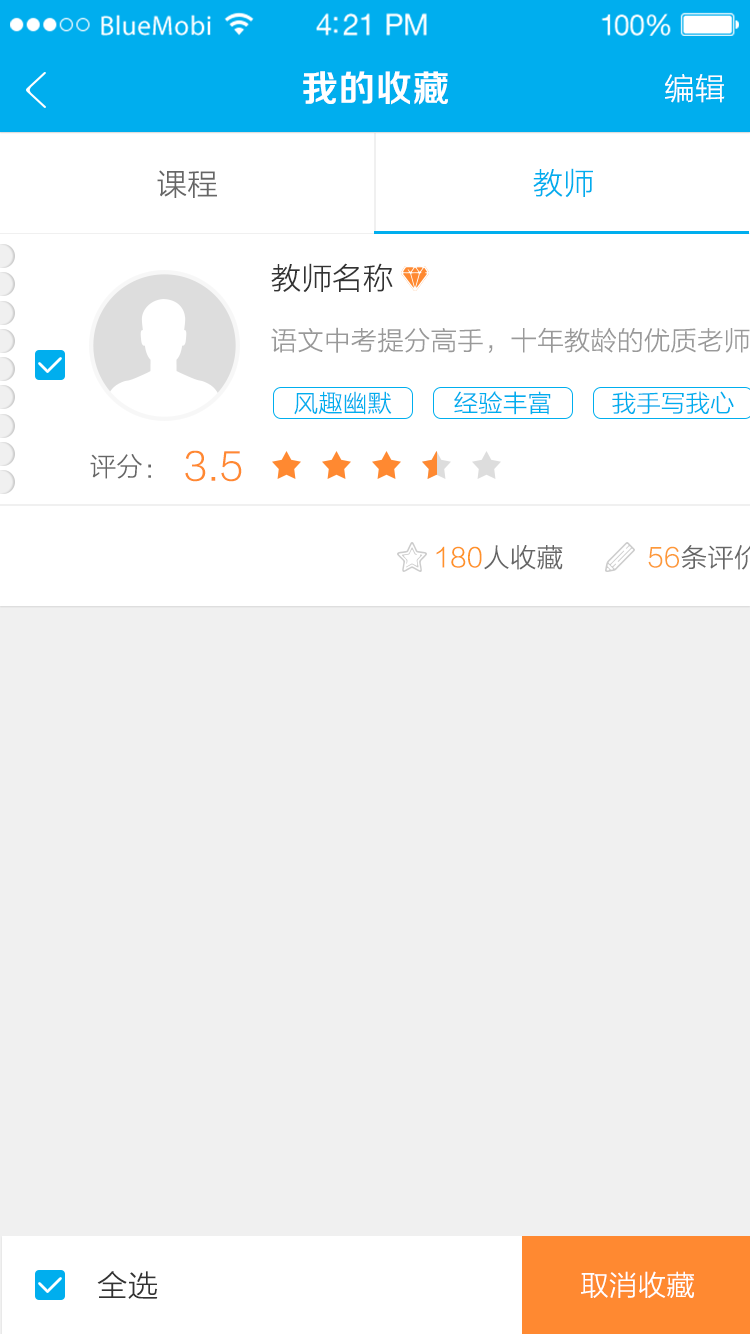 BlueMobi 4:21 PM 100%
我的收藏 编辑
课程 教师
教师名称
语文中考提分高手，十年教龄的优质老师
风趣幽默 经验丰富 我手写我心
评分： 3.5
180人收藏 56条评价
全选 取消收藏